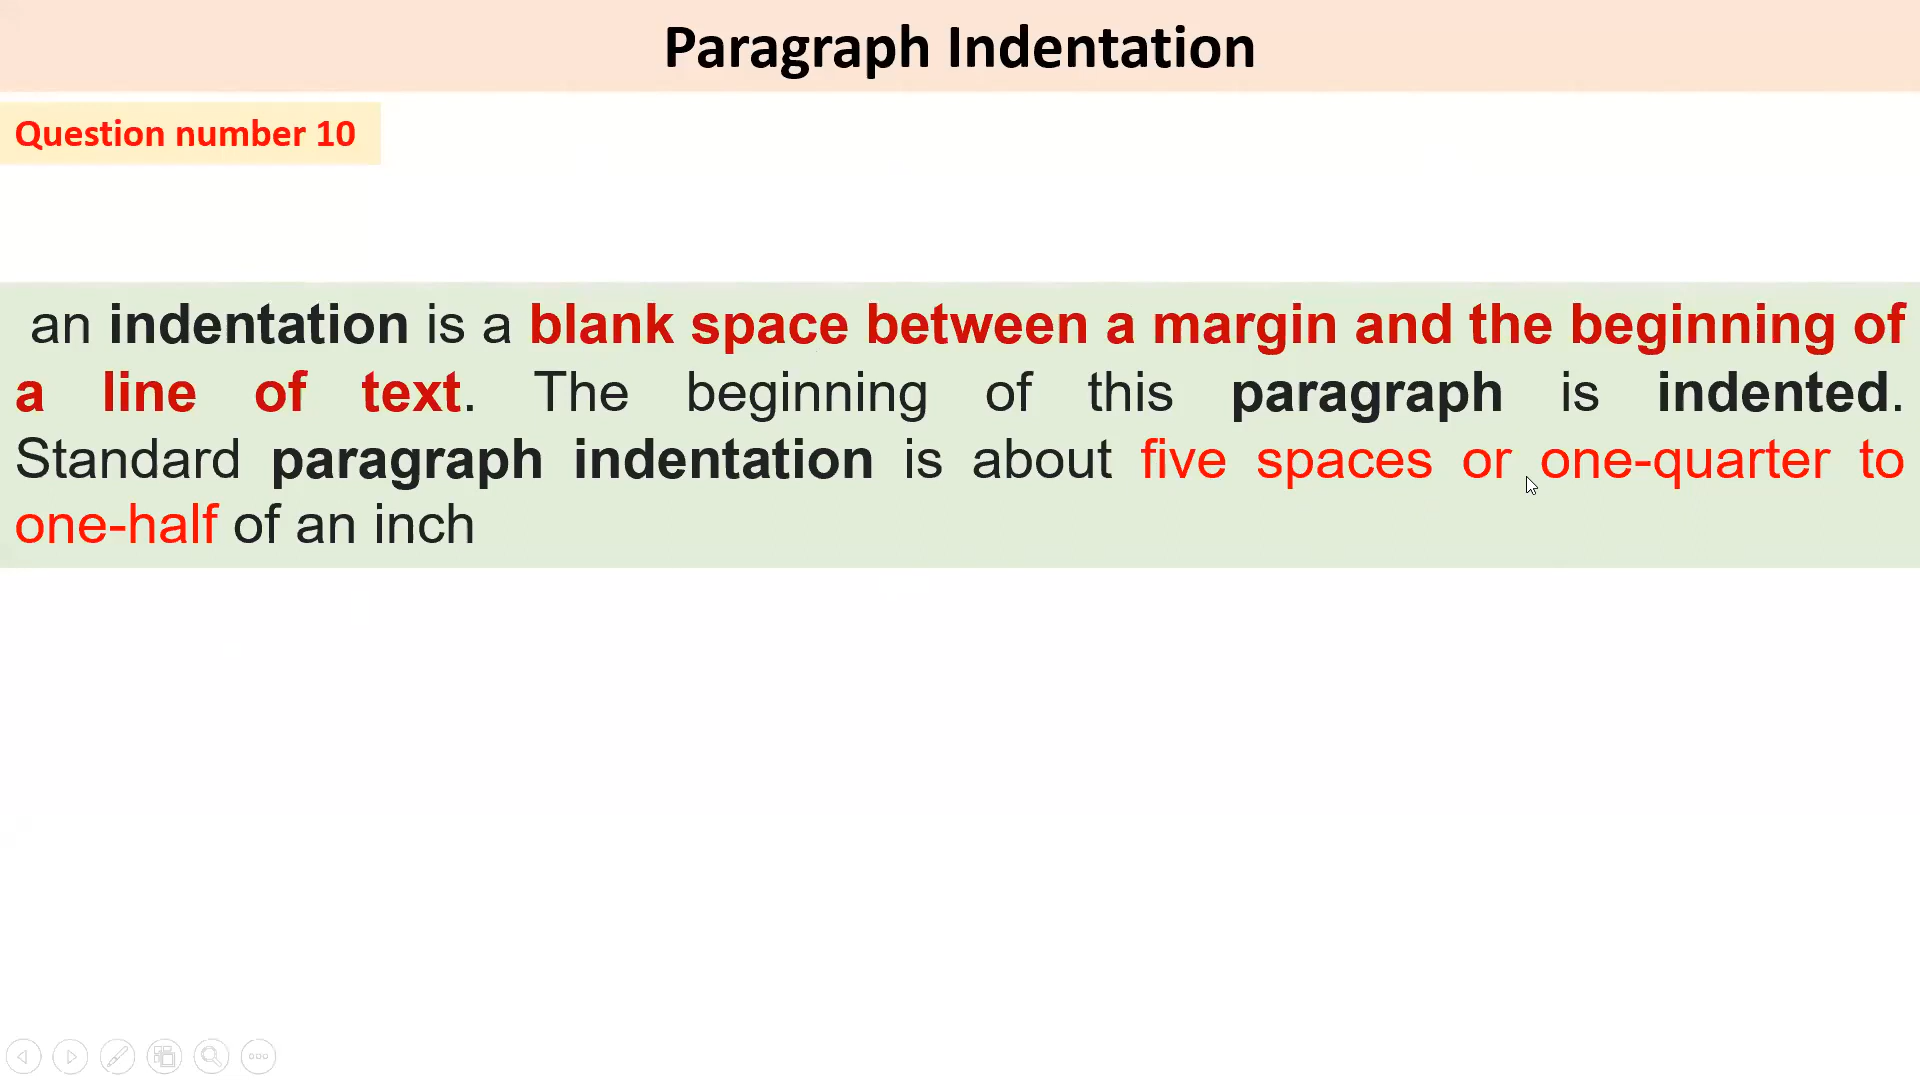 Paragraph Indentation
Question number 10
an indentation is a blank space between a margin and the beginning of
a line of text. The beginning of this paragraph is indented.
Standard paragraph indentation is about five spaces or one-quarter to
one-half of an inch